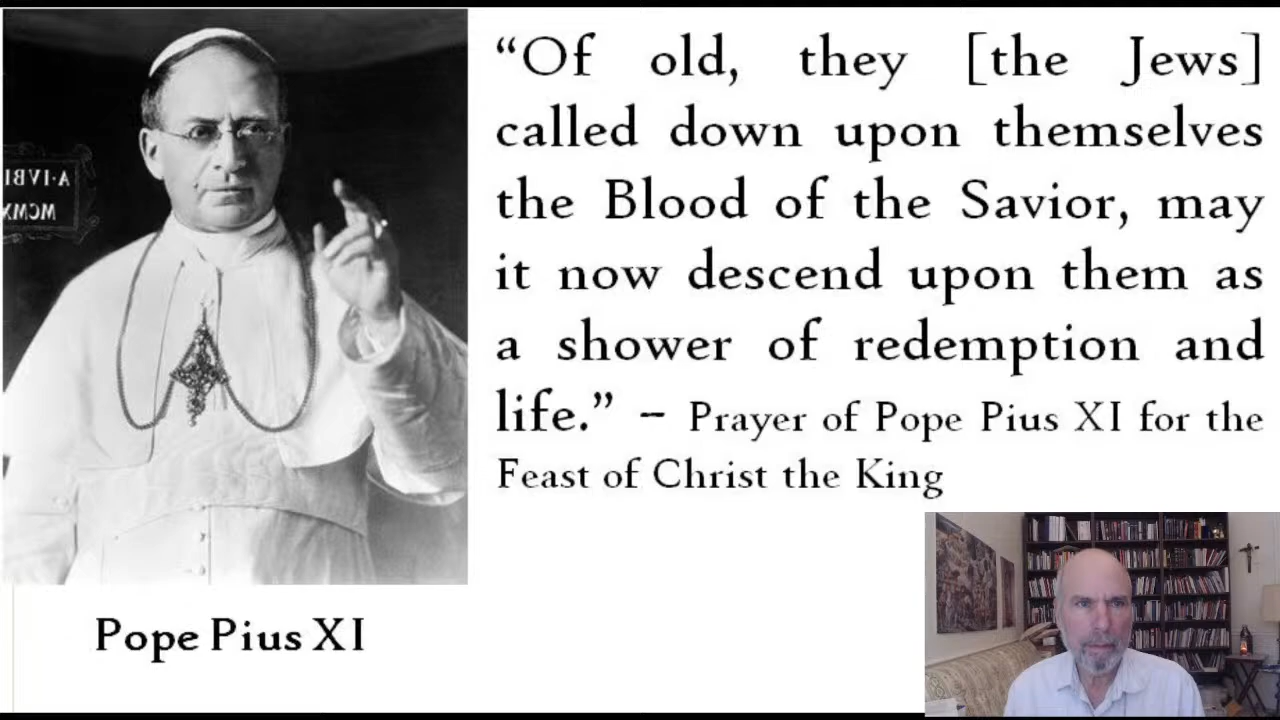 “Of old, they [the Jews]
called down upon themselves
the Blood of the Savior, may
it now descend upon them as
a shower of redemption and
life.” – Prayer of Pope Pius XI for the
Feast of Christ the King
Pope Pius XI